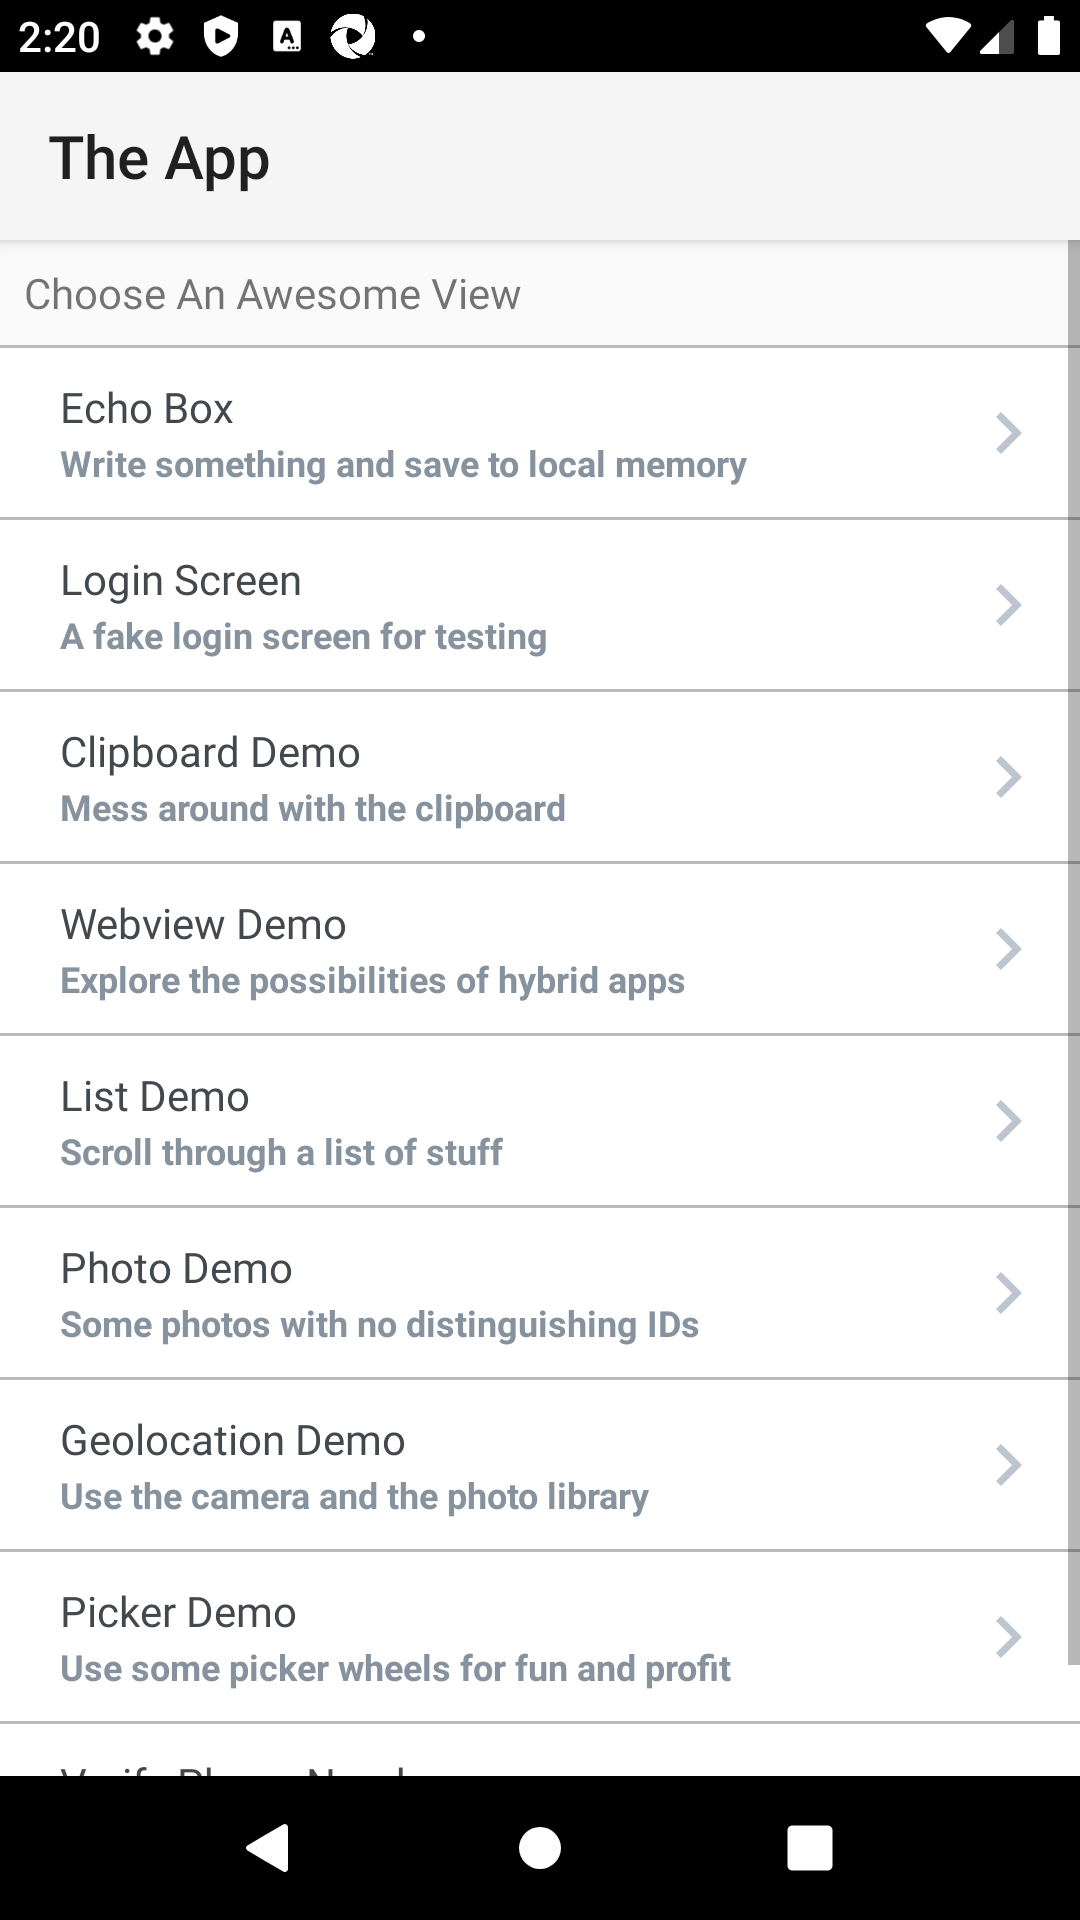 2:20
The App
Choose An Awesome View
Echo Box
Write something and save to local memory
Login Screen
A fake login screen for testing
Clipboard Demo
Mess around with the clipboard
Webview Demo
Explore the possibilities of hybrid apps
List Demo
Scroll through a list of stuff
Photo Demo
Some photos with no distinguishing IDs
Geolocation Demo
Use the camera and the photo library
Picker Demo
Use some picker wheels for fun and profit